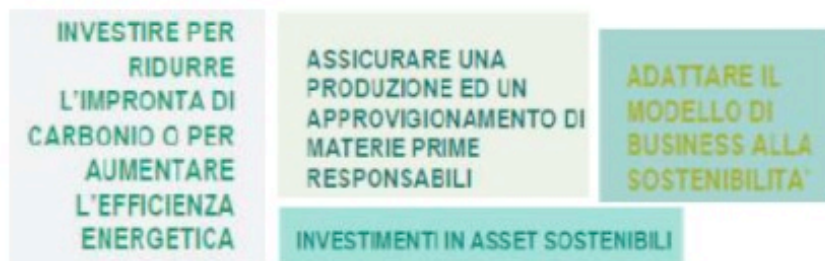 INVESTIRE PER
RIDURRE
L'IMPRONTA DI
CARBONIO O PER
AUMENTARE
L'EFFICIENZA
ENERGETICA
ASSICURARE UNA
PRODUZIONE ED UN
APPROVIGIONAMENTO DI
MATERIE PRIME
RESPONSABILI
ADATTARE IL
MODELLO DI
BUSINESS ALLA
SOSTENIBILITA'
INVESTIMENTI IN ASSET SOSTENIBILI